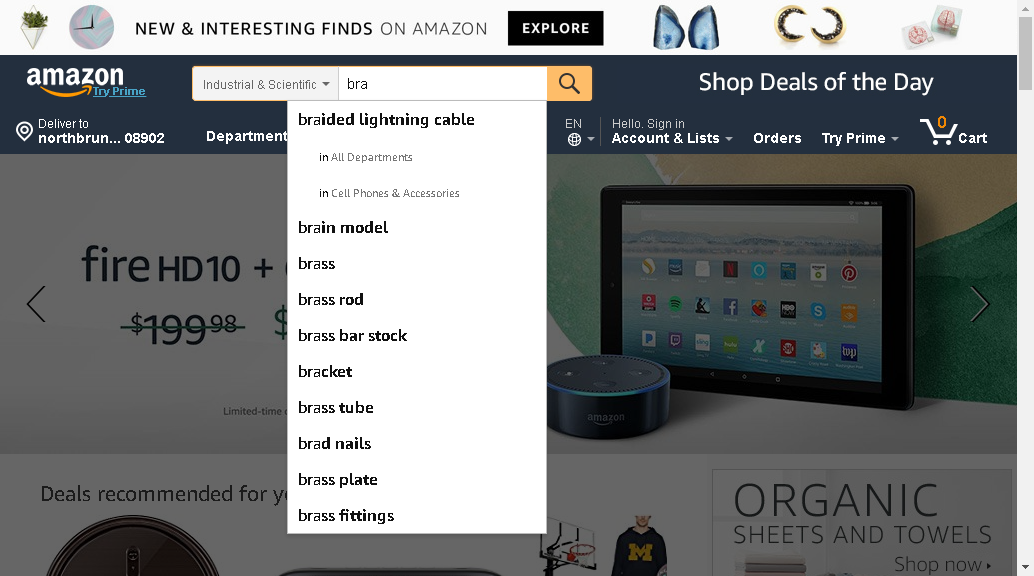 NEW & INTERESTING FINDS ON AMAZON EXPLORE
amazon
Try Prime
Industrial & Scientific
bra
Shop Deals of the Day
Deliver to
northbrun... 08902
Department
EN
Hello. Sign in
Account & Lists
Orders
Try Prime
0
Cart
braided lightning cable
in All Departments
in Cell Phones & Accessories
brain model
brass
brass rod
brass bar stock
bracket
brass tube
brad nails
brass plate
brass fittings
fire HD10 +
$199.98
$
Limited-time
amazon
Deals recommended for
ORGANIC
SHEETS AND TOWELS
Shop now